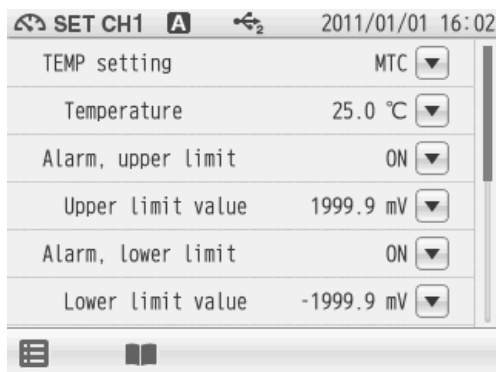 SET CH1 A 2 2011/01/01 16:02
TEMP setting MTC
Temperature 25.0 ℃
Alarm, upper limit ON
Upper limit value 1999.9 mV
Alarm, lower limit ON
Lower limit value -1999.9 mV